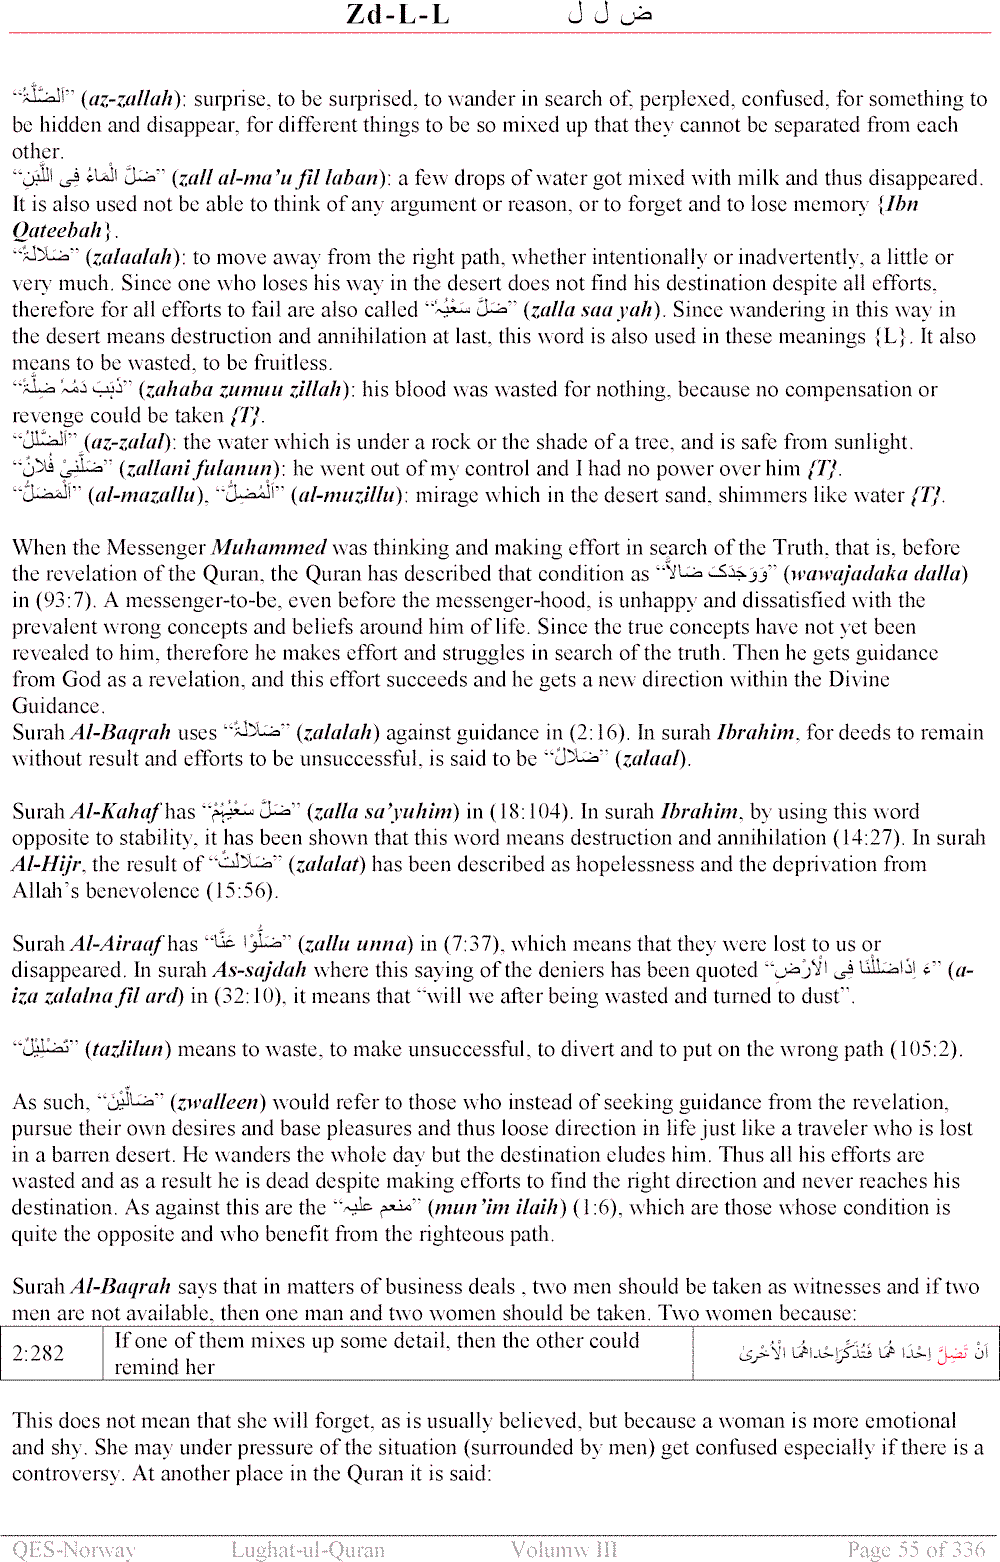 Zd-L-L ض ل ل
“اَلضَّلَّۃُ” (az-zallah): surprise, to be surprised, to wander in search of, perplexed, confused, for something to
be hidden and disappear, for different things to be so mixed up that they cannot be separated from each
other.
“ضَلَّ الْمَاءُ فِی اللَّبَنِ” (zall al-ma’u fil laban): a few drops of water got mixed with milk and thus disappeared.
It is also used not be able to think of any argument or reason, or to forget and to lose memory {Ibn
Qateebah}.
“ضَلَالَۃٌ” (zalaalah): to move away from the right path, whether intentionally or inadvertently, a little or
very much. Since one who loses his way in the desert does not find his destination despite all efforts,
therefore for all efforts to fail are also called “ضَلَّ سَعْیُہٗ” (zalla saa yah). Since wandering in this way in
the desert means destruction and annihilation at last, this word is also used in these meanings {L}. It also
means to be wasted, to be fruitless.
“ذَہَبَ دَمُہٗ ضِلَّۃً” (zahaba zumuu zillah): his blood was wasted for nothing, because no compensation or
revenge could be taken {T}.
“اَلضَّلَلُ” (az-zalal): the water which is under a rock or the shade of a tree, and is safe from sunlight.
“ضَلَّنِیْ فُلَانٌ” (zallani fulanun): he went out of my control and I had no power over him {T}.
“اَلْمَضَلُّ” (al-mazallu), “اَلْمُضِلُّ” (al-muzillu): mirage which in the desert sand, shimmers like water {T}.
When the Messenger Muhammed was thinking and making effort in search of the Truth, that is, before
the revelation of the Quran, the Quran has described that condition as “وَوَجَدَکَ ضَالاًّ” (wawajadaka dalla)
in (93:7). A messenger-to-be, even before the messenger-hood, is unhappy and dissatisfied with the
prevalent wrong concepts and beliefs around him of life. Since the true concepts have not yet been
revealed to him, therefore he makes effort and struggles in search of the truth. Then he gets guidance
from God as a revelation, and this effort succeeds and he gets a new direction within the Divine
Guidance.
Surah Al-Baqrah uses “ضَلَالَۃٌ” (zalalah) against guidance in (2:16). In surah Ibrahim, for deeds to remain
without result and efforts to be unsuccessful, is said to be “ضَلَالٌ” (zalaal).
Surah Al-Kahaf has “ضَلَّ سَعْیُہُمْ” (zalla sa’yuhim) in (18:104). In surah Ibrahim, by using this word
opposite to stability, it has been shown that this word means destruction and annihilation (14:27). In surah
Al-Hijr, the result of “ضَلَالَتٌ” (zalalat) has been described as hopelessness and the deprivation from
Allah’s benevolence (15:56).
Surah Al-Airaaf has “ضَلُّوْا عَنَّا” (zallu unna) in (7:37), which means that they were lost to us or
disappeared. In surah As-sajdah where this saying of the deniers has been quoted “ءَ اِذَاضَلَلْنَا فِی الْاَرْضِ” (a-
iza zalalna fil ard) in (32:10), it means that “will we after being wasted and turned to dust”.
“تَضْلِیْلٌ” (tazlilun) means to waste, to make unsuccessful, to divert and to put on the wrong path (105:2).
As such, “ضَالِّیْنَ” (zwalleen) would refer to those who instead of seeking guidance from the revelation,
pursue their own desires and base pleasures and thus loose direction in life just like a traveler who is lost
in a barren desert. He wanders the whole day but the destination eludes him. Thus all his efforts are
wasted and as a result he is dead despite making efforts to find the right direction and never reaches his
destination. As against this are the “منعم علیہ” (mun’im ilaih) (1:6), which are those whose condition is
quite the opposite and who benefit from the righteous path.
Surah Al-Baqrah says that in matters of business deals , two men should be taken as witnesses and if two
men are not available, then one man and two women should be taken. Two women because:
2:282 If one of them mixes up some detail, then the other could اَنْ تَضِلَّ اِحْدَا ھُمَا فَتُذَکِّرَاِحْدَاھُمَا الْاُخْریٰ
remind her
This does not mean that she will forget, as is usually believed, but because a woman is more emotional
and shy. She may under pressure of the situation (surrounded by men) get confused especially if there is a
controversy. At another place in the Quran it is said:
QES-Norway Lughat-ul-Quran Volumw III Page 55 of 336